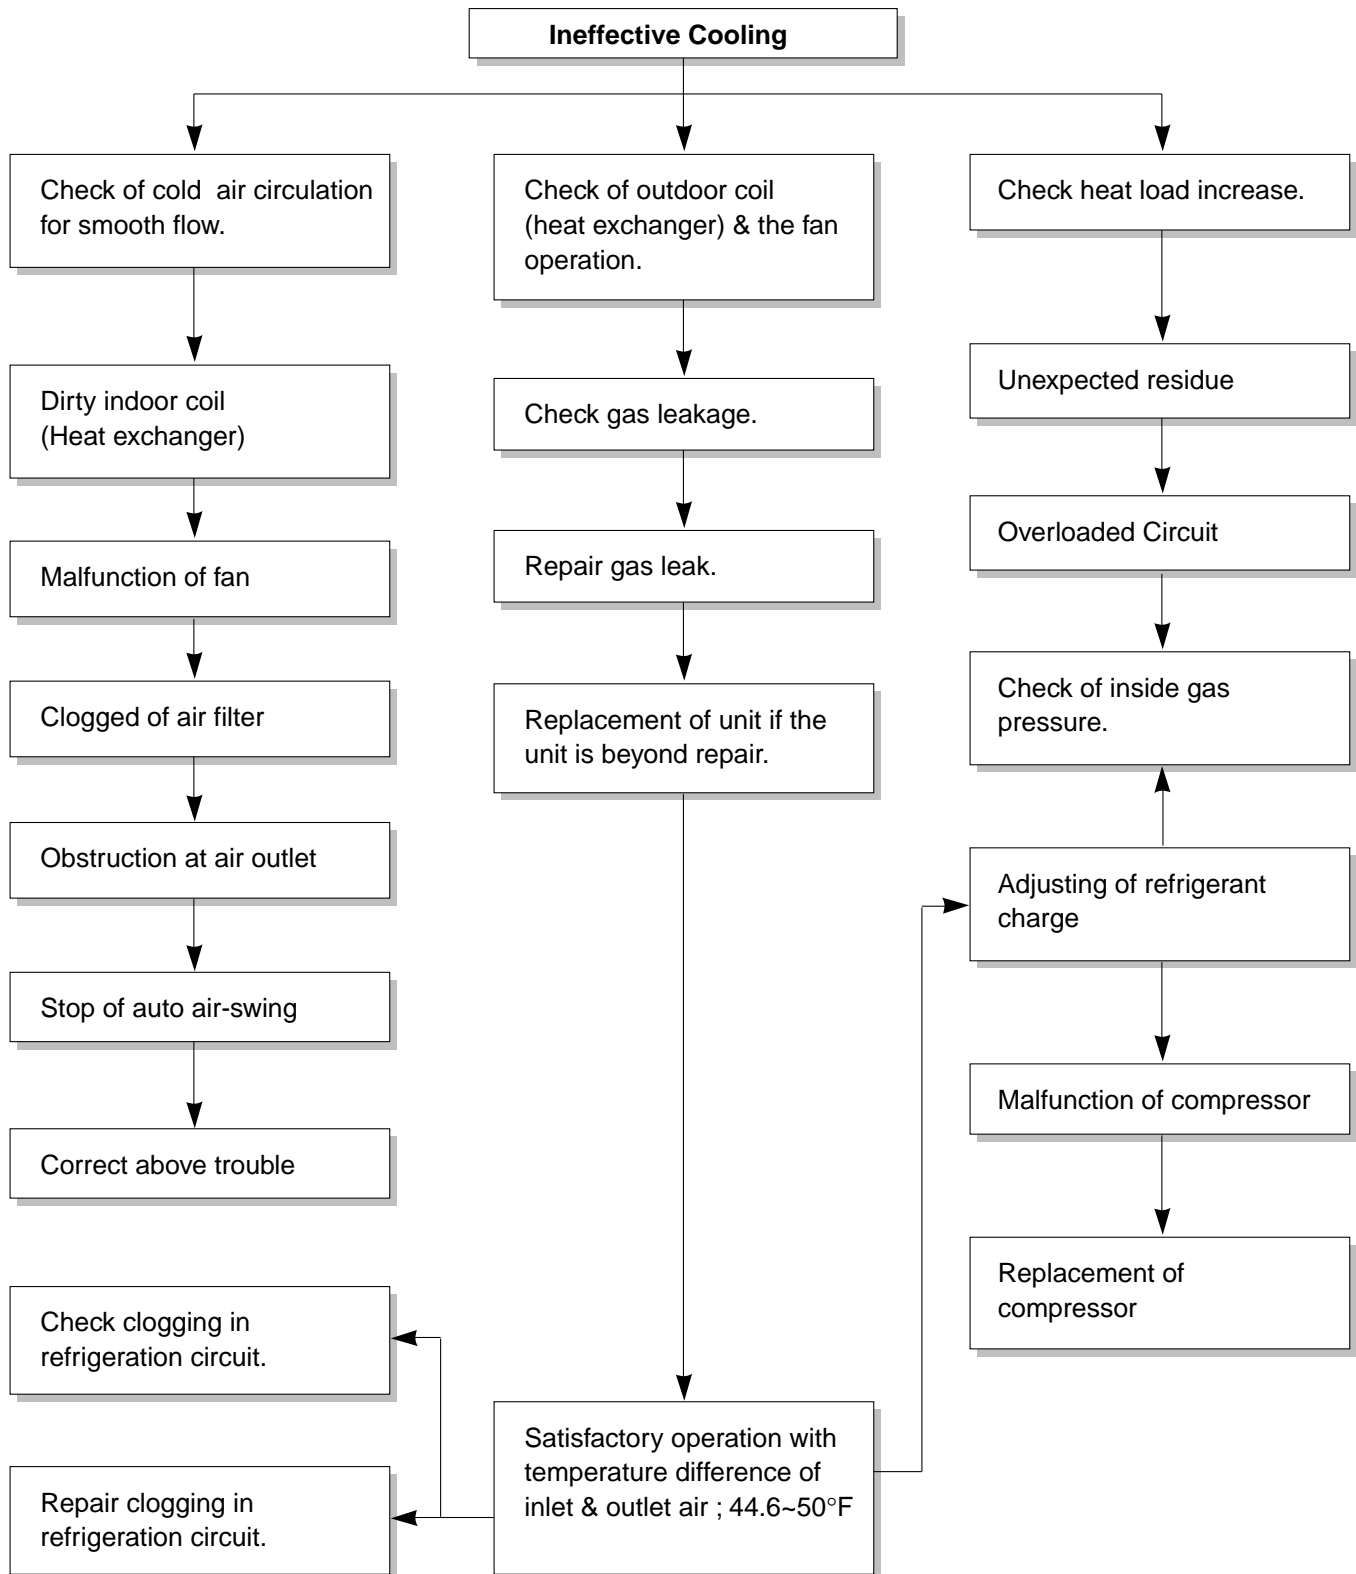 Ineffective Cooling
Check of cold air circulation
for smooth flow.
Dirty indoor coil
(Heat exchanger)
Malfunction of fan
Clogged of air filter
Obstruction at air outlet
Stop of auto air-swing
Correct above trouble
Check clogging in
refrigeration circuit.
Repair clogging in
refrigeration circuit.
Check of outdoor coil
(heat exchanger) & the fan
operation.
Check gas leakage.
Repair gas leak.
Replacement of unit if the
unit is beyond repair.
Satisfactory operation with
temperature difference of
inlet & outlet air ; 44.6~50°F
Check heat load increase.
Unexpected residue
Overloaded Circuit
Check of inside gas
pressure.
Adjusting of refrigerant
charge
Malfunction of compressor
Replacement of
compressor